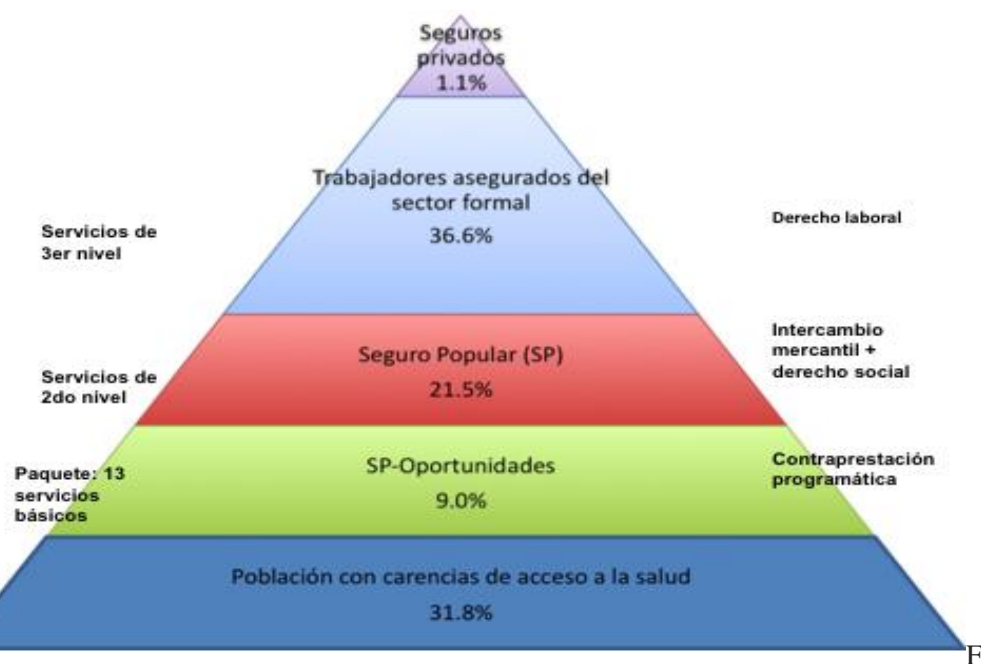 Seguros
privados
1.1%
Trabajadores asegurados del
sector formal
36.6%
Servicios de
3er nivel
Derecho laboral
Seguro Popular (SP)
21.5%
Servicios de
2do nivel
Intercambio
mercantil +
derecho social
SP-Oportunidades
9.0%
Paquete: 13
servicios
básicos
Contraprestación
programática
Población con carencias de acceso a la salud
31.8%
F